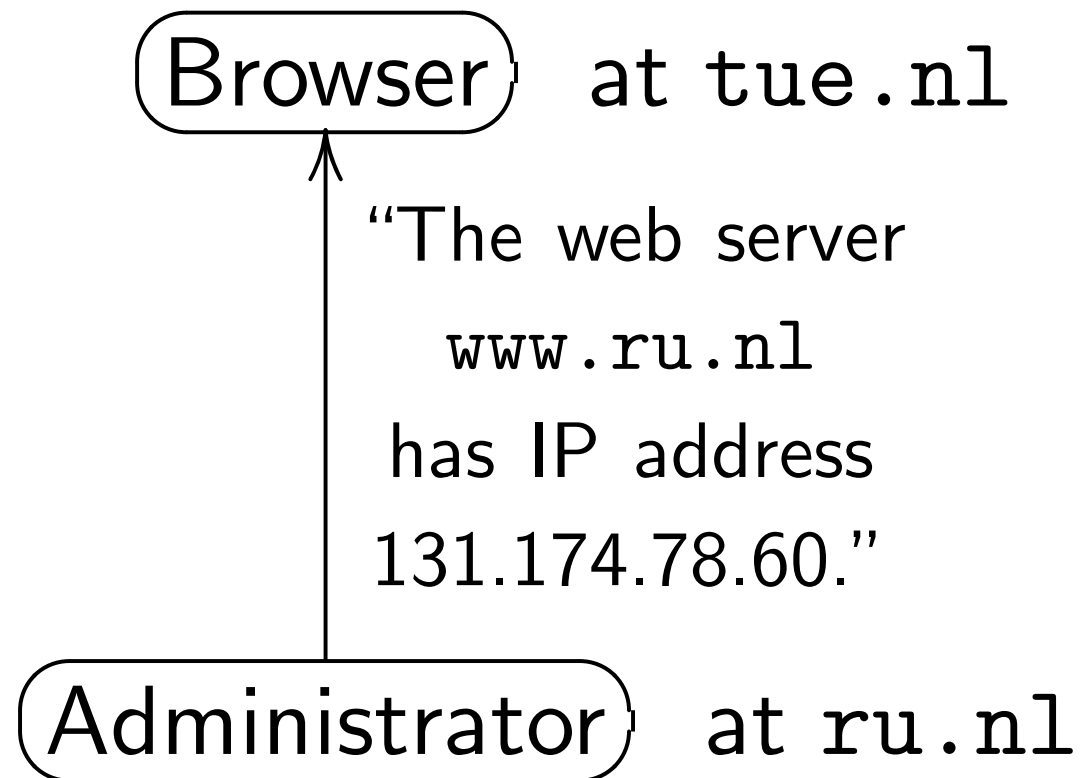 Browser at tue.nl
“The web server
www.ru.nl
has IP address
131.174.78.60.”
Administrator at ru.nl